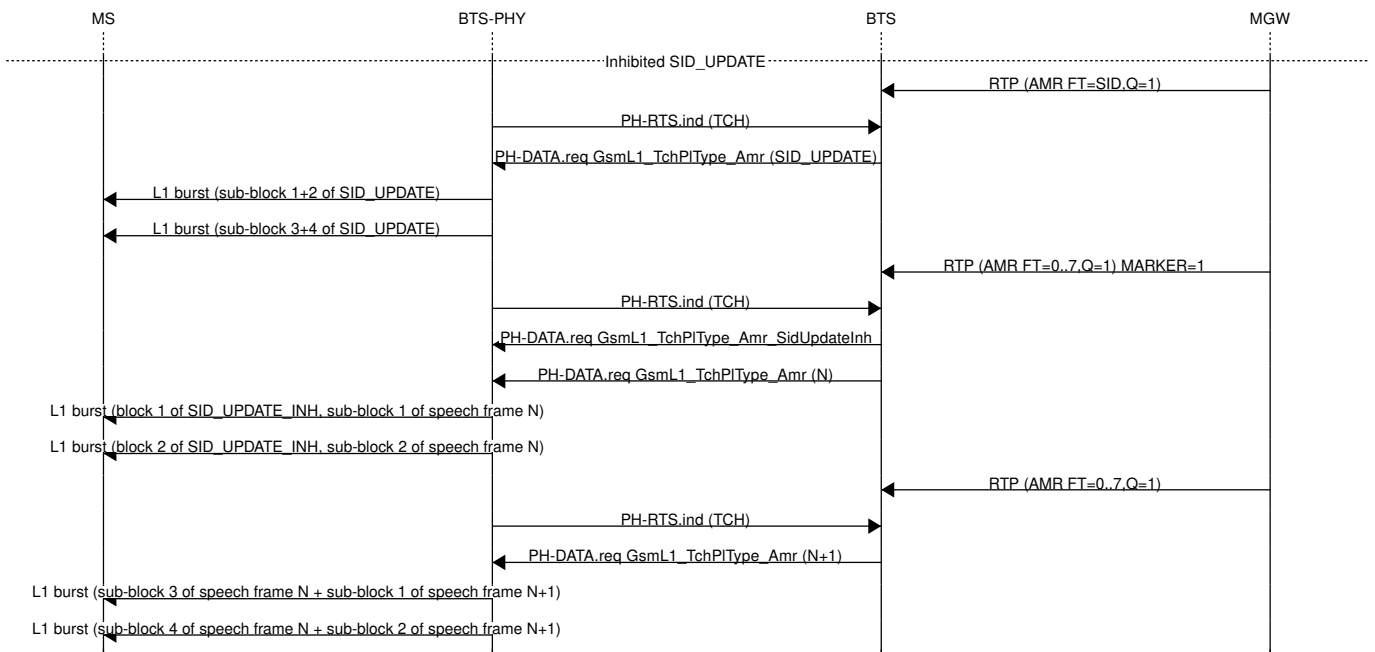 MS BTS-PHY BTS MGW
Inhibited SID_UPDATE
RTP (AMR FT=SID,Q=1)
PH-RTS.ind (TCH)
PH-DATA.req GsmL1_TchPlType_Amr (SID_UPDATE)
L1 burst (sub-block 1+2 of SID_UPDATE)
L1 burst (sub-block 3+4 of SID_UPDATE)
RTP (AMR FT=0..7,Q=1) MARKER=1
PH-RTS.ind (TCH)
PH-DATA.req GsmL1_TchPlType_Amr_SidUpdateInh
PH-DATA.req GsmL1_TchPlType_Amr (N)
L1 burst (block 1 of SID_UPDATE_INH, sub-block 1 of speech frame N)
L1 burst (block 2 of SID_UPDATE_INH, sub-block 2 of speech frame N)
RTP (AMR FT=0..7,Q=1)
PH-RTS.ind (TCH)
PH-DATA.req GsmL1_TchPlType_Amr (N+1)
L1 burst (sub-block 3 of speech frame N + sub-block 1 of speech frame N+1)
L1 burst (sub-block 4 of speech frame N + sub-block 2 of speech frame N+1)